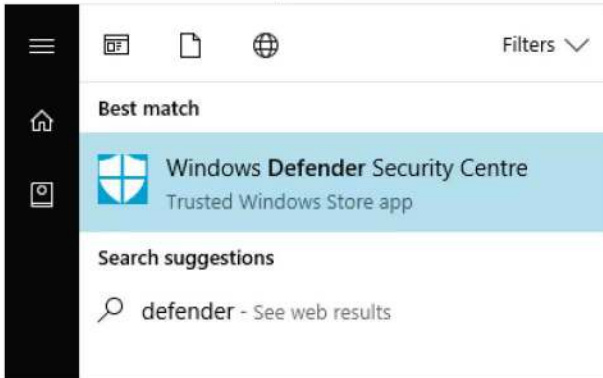 Filters
Best match
Windows Defender Security Centre
Trusted Windows Store app
Search suggestions
defender - See web results